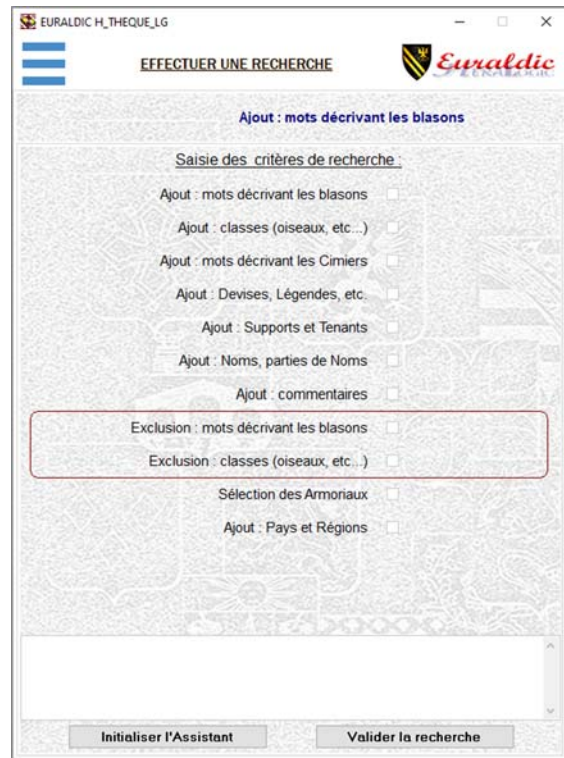 EURALDIC H_THEQUE_LG
EFFECTUER UNE RECHERCHE
Euraldic
Ajout : mots décrivant les blasons
Saisie des critères de recherche :
Ajout : mots décrivant les blasons
Ajout : classes (oiseaux, etc...)
Ajout : mots décrivant les Cimiers
Ajout : Devises, Légendes, etc.
Ajout : Supports et Tenants
Ajout : Noms, parties de Noms
Ajout : commentaires
Exclusion : mots décrivant les blasons
Exclusion : classes (oiseaux, etc...)
Sélection des Armoriaux
Ajout : Pays et Régions
Initialiser l'Assistant
Valider la recherche